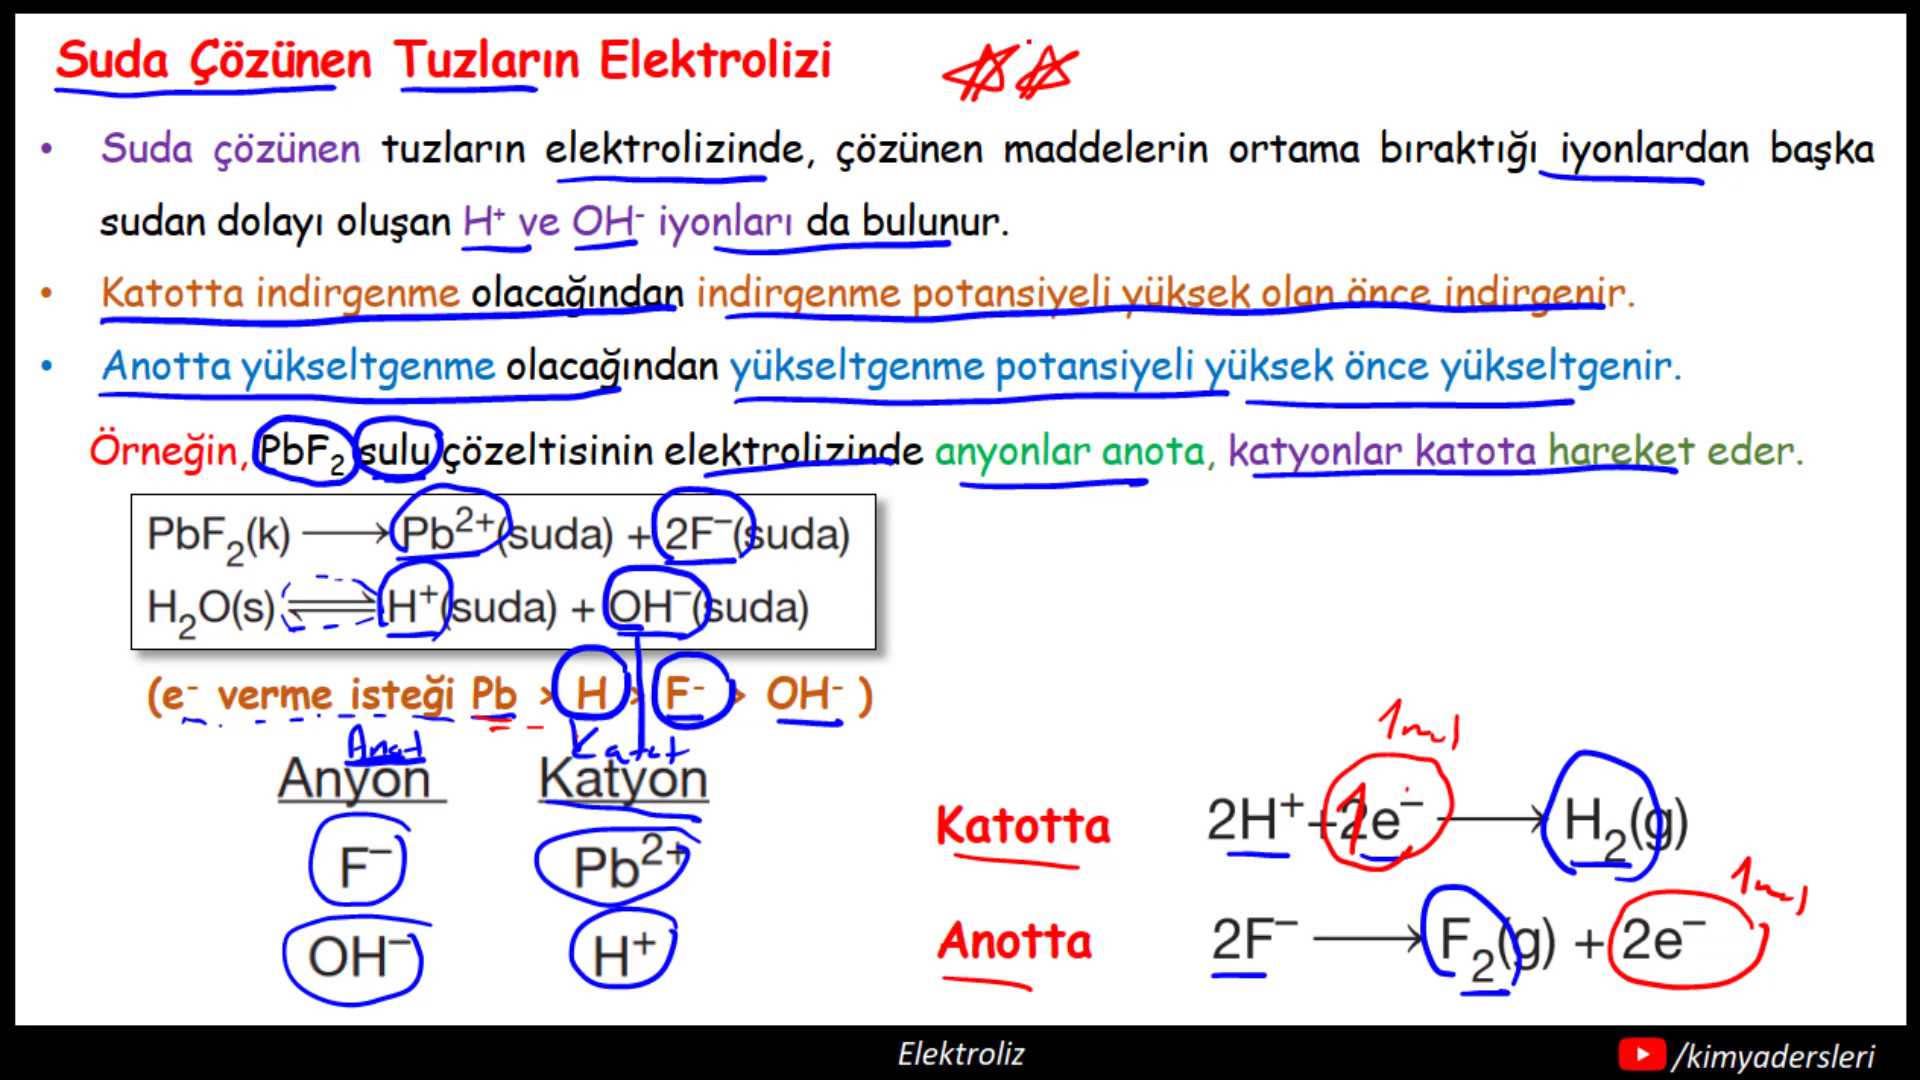 Suda Çözünen Tuzların Elektrolizi
• Suda çözünen tuzların elektrolizinde, çözünen maddelerin ortama bıraktığı iyonlardan başka
sudan dolayı oluşan H⁺ ve OH⁻ iyonları da bulunur.
• Katotta indirgenme olacağından indirgenme potansiyeli yüksek olan önce indirgenir.
• Anotta yükseltgenme olacağından yükseltgenme potansiyeli yüksek önce yükseltgenir.
Örneğin, PbF₂ sulu çözeltisinin elektrolizinde anyonlar anota, katyonlar katota hareket eder.
PbF₂(k) ⟶ Pb²⁺(suda) + 2F⁻(suda)
H₂O(s) ⇌ H⁺(suda) + OH⁻(suda)
(e⁻ verme isteği Pb > H > F⁻ > OH⁻ )
Anot Katot
Anyon Katyon
F⁻ Pb²⁺
OH⁻ H⁺
1mol
Katotta 2H⁺+2e⁻ ⟶ H₂(g)
1
1mol
Anotta 2F⁻ ⟶ F₂(g) + 2e⁻
Elektroliz
/kimyadersleri